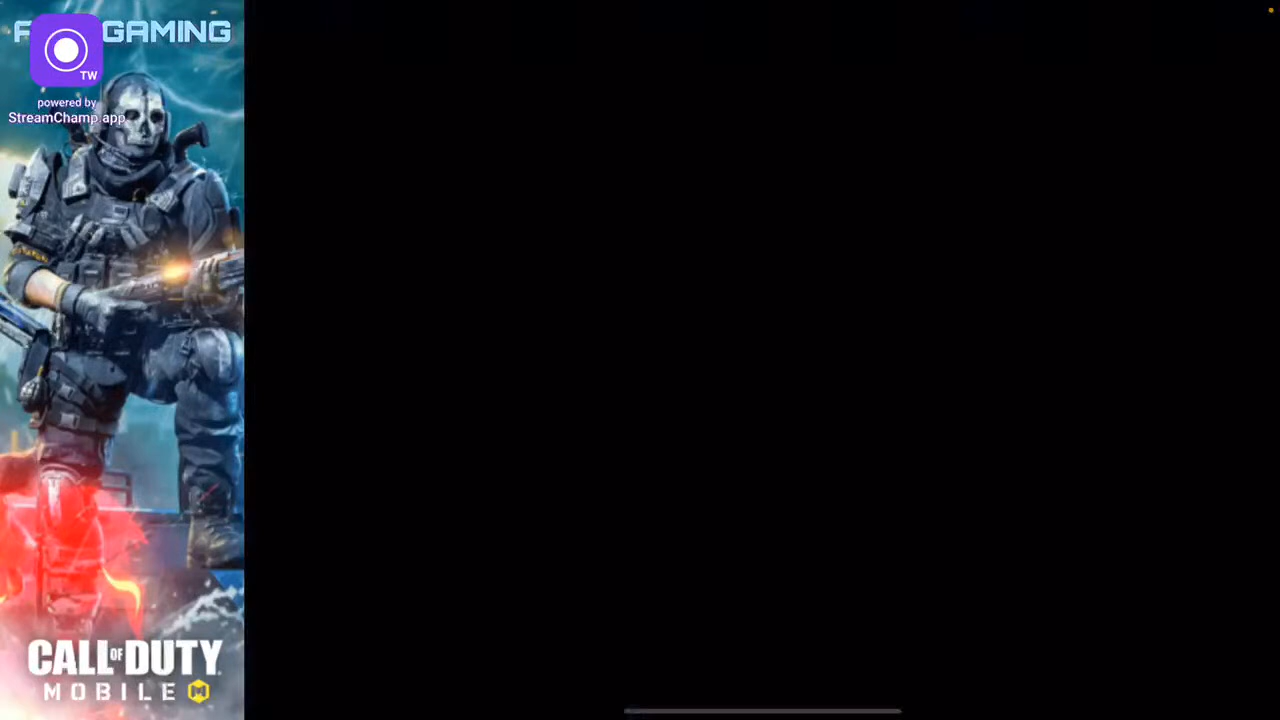 GAMING
TW
powered by
StreamChamp.app
CALL OF DUTY
MOBILE M